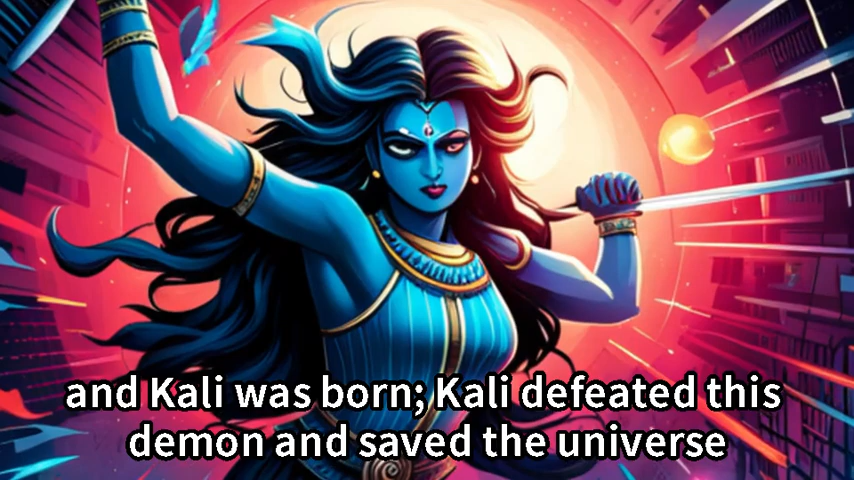 and Kali was born; Kali defeated this
demon and saved the universe